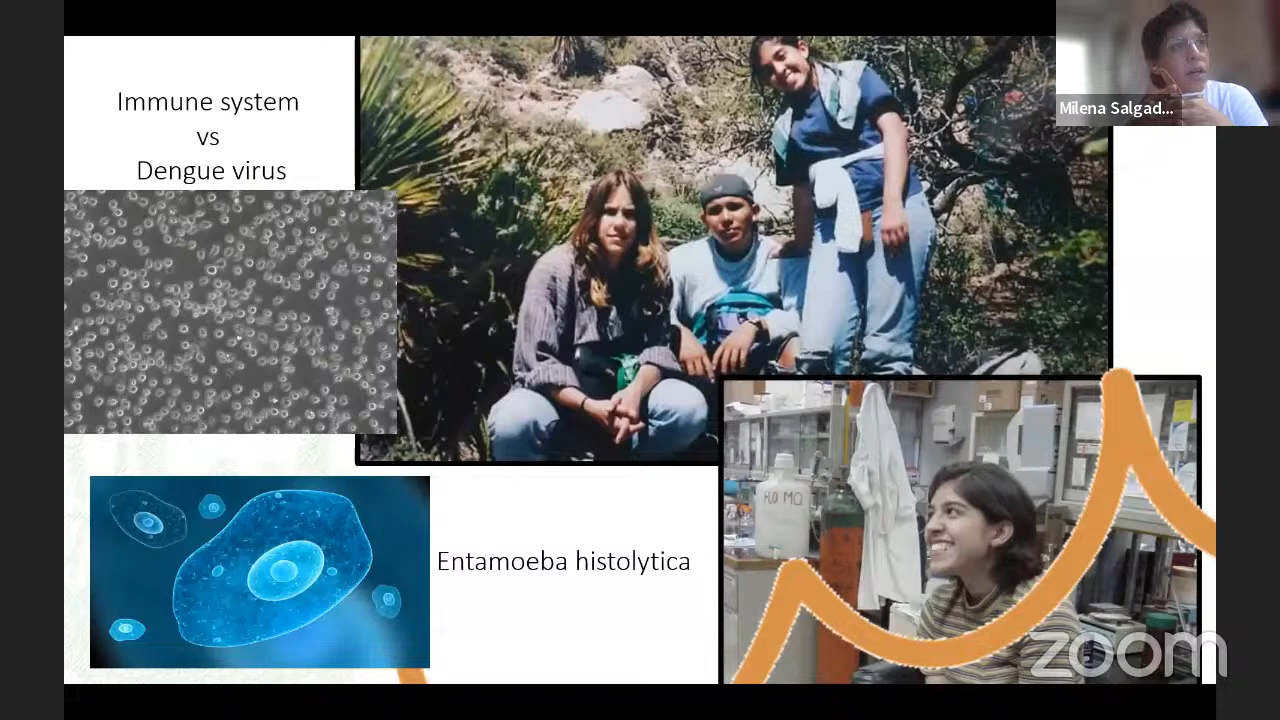 Immune system
vs
Dengue virus
Milena Salgad...
H2O MQ
Entamoeba histolytica
zoom